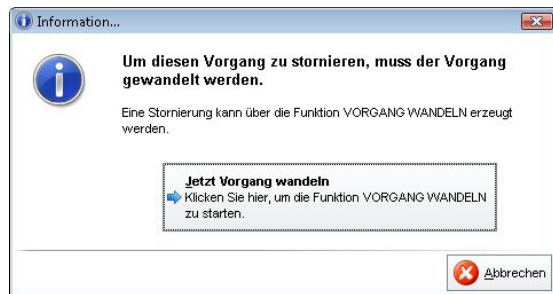 Information...
Um diesen Vorgang zu stornieren, muss der Vorgang
gewandelt werden.
Eine Stornierung kann über die Funktion VORGANG WANDELN erzeugt
werden.
Jetzt Vorgang wandeln
Klicken Sie hier, um die Funktion VORGANG WANDELN
zu starten.
Abbrechen